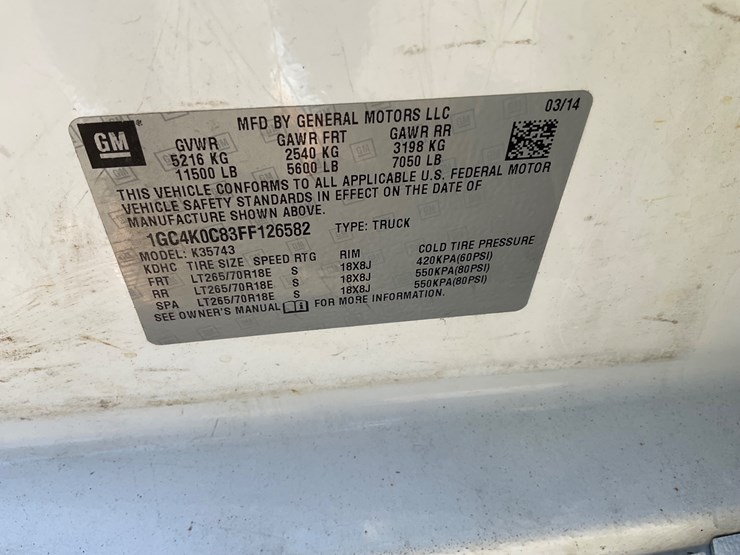 MFD BY GENERAL MOTORS LLC 03/14
GM®
GVWR GAWR FRT GAWR RR
5216 KG 2540 KG 3198 KG
11500 LB 5600 LB 7050 LB
THIS VEHICLE CONFORMS TO ALL APPLICABLE U.S. FEDERAL MOTOR
VEHICLE SAFETY STANDARDS IN EFFECT ON THE DATE OF
MANUFACTURE SHOWN ABOVE.
1GC4K0C83FF126582 TYPE: TRUCK
MODEL: K35743
KDHC TIRE SIZE SPEED RTG RIM COLD TIRE PRESSURE
FRT LT265/70R18E S 18X8J 420KPA(60PSI)
RR LT265/70R18E S 18X8J 550KPA(80PSI)
SPA LT265/70R18E S 18X8J 550KPA(80PSI)
SEE OWNER'S MANUAL i FOR MORE INFORMATION.